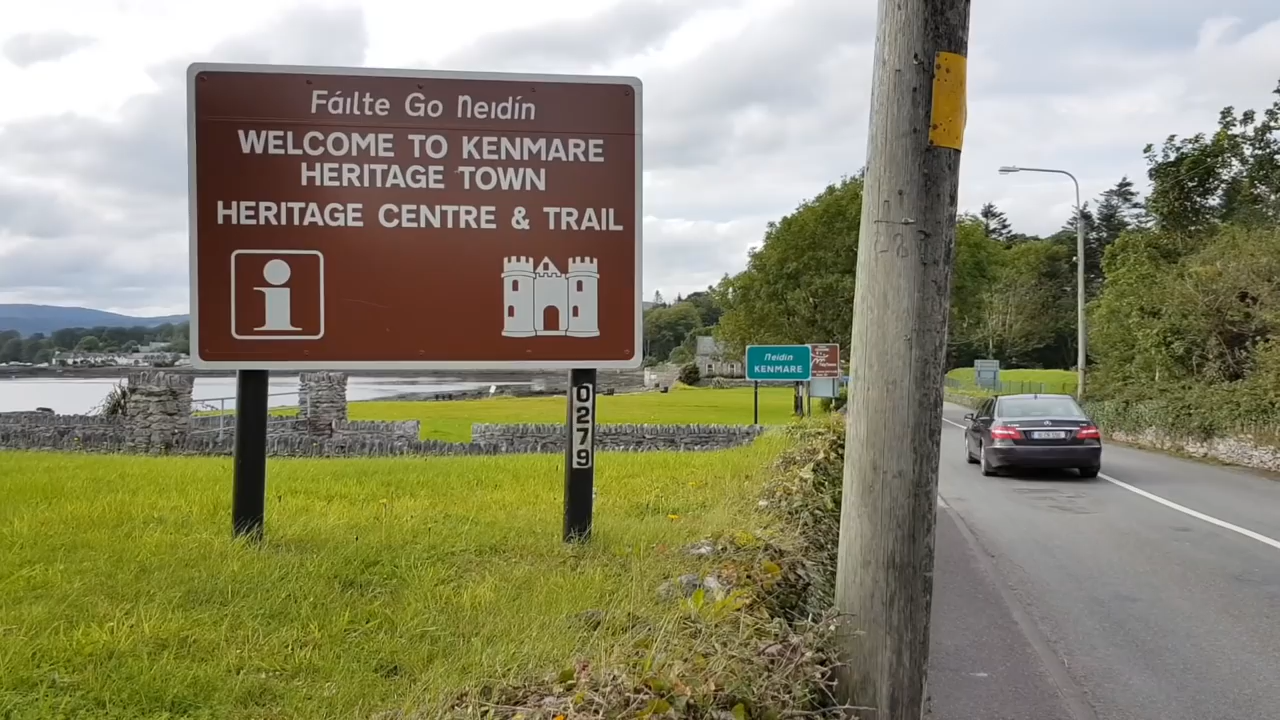 Fáilte Go Neidín
WELCOME TO KENMARE
HERITAGE TOWN
HERITAGE CENTRE & TRAIL
i
0279
Neidín
KENMARE